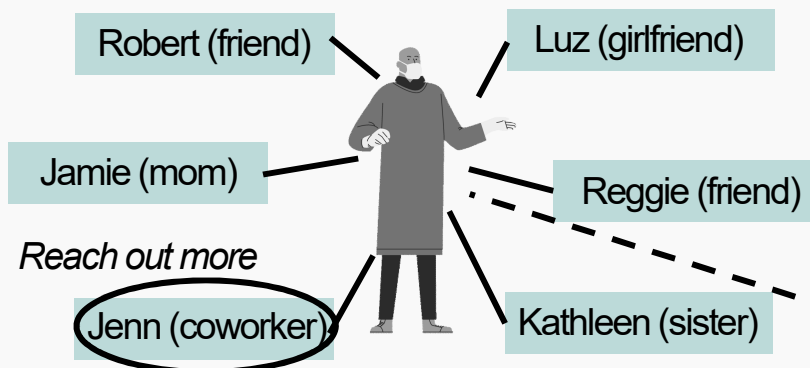 Robert (friend)
Luz (girlfriend)
Jamie (mom)
Reggie (friend)
Reach out more
Jenn (coworker)
Kathleen (sister)